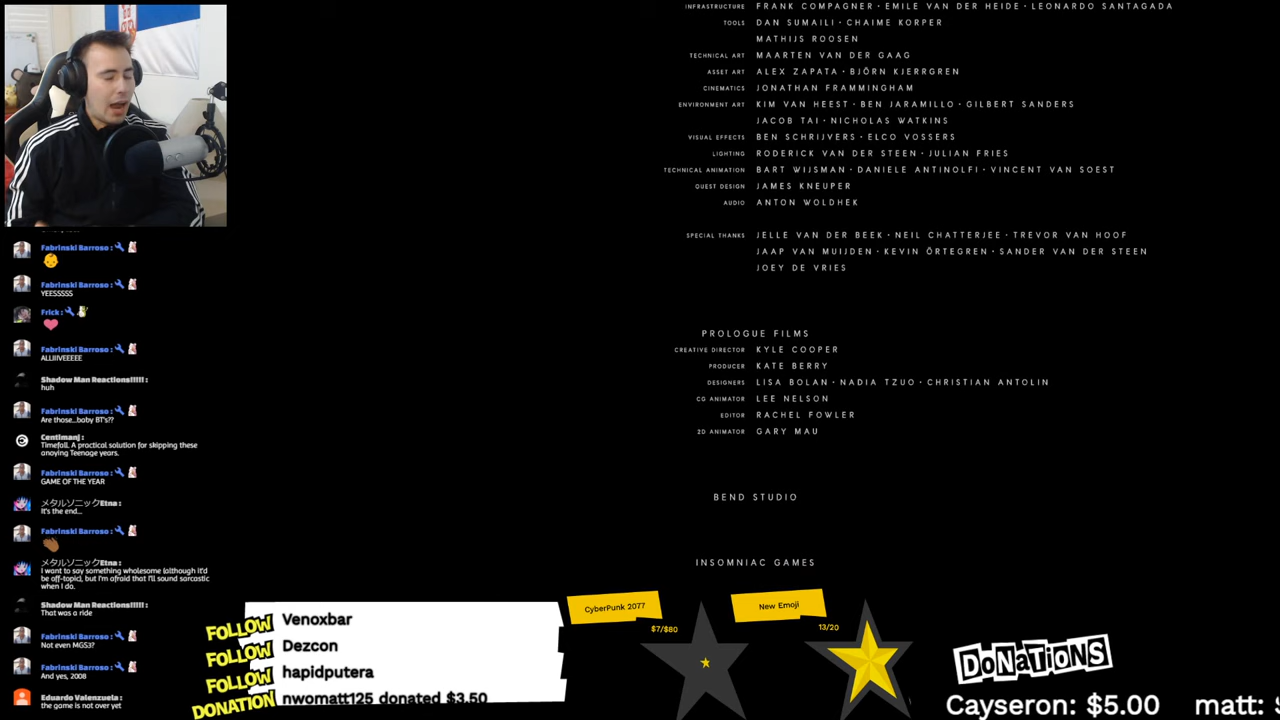 INFRASTRUCTURE FRANK COMPAGNER · EMILE VAN DER HEIDE · LEONARDO SANTAGADA
TOOLS DAN SUMAILI · CHAIME KORPER
MATHIJS ROOSEN
TECHNICAL ART MAARTEN VAN DER GAAG
ASSET ART ALEX ZAPATA · BJÖRN KJERRGREN
CINEMATICS JONATHAN FRAMMINGHAM
ENVIRONMENT ART KIM VAN HEEST · BEN JARAMILLO · GILBERT SANDERS
JACOB TAI · NICHOLAS WATKINS
VISUAL EFFECTS BEN SCHRIJVERS · ELCO VOSSERS
LIGHTING RODERICK VAN DER STEEN · JULIAN FRIES
TECHNICAL ANIMATION BART WIJSMAN · DANIELE ANTINOLFI · VINCENT VAN SOEST
QUEST DESIGN JAMES KNEUPER
AUDIO ANTON WOLDHEK
SPECIAL THANKS JELLE VAN DER BEEK · NEIL CHATTERJEE · TREVOR VAN HOOF
JAAP VAN MUIJDEN · KEVIN ÖRTEGREN · SANDER VAN DER STEEN
JOEY DE VRIES
PROLOGUE FILMS
CREATIVE DIRECTOR KYLE COOPER
PRODUCER KATE BERRY
DESIGNERS LISA BOLAN · NADIA TZUO · CHRISTIAN ANTOLIN
CG ANIMATOR LEE NELSON
EDITOR RACHEL FOWLER
2D ANIMATOR GARY MAU
BEND STUDIO
INSOMNIAC GAMES
Fabrinski Barroso :
Fabrinski Barroso :
YEESSSSS
Frick :
Fabrinski Barroso :
ALLIIIVEEEEE
Shadow Man Reactions!!!!! :
huh
Fabrinski Barroso :
Are those...baby BT's??
Centimanj :
Timefall. A practical solution for skipping these
anoying Teenage years.
Fabrinski Barroso :
GAME OF THE YEAR
メタルソニックEtna :
It's the end...
Fabrinski Barroso :
メタルソニックEtna :
I want to say something wholesome (although it'd
be off-topic), but I'm afraid that I'll sound sarcastic
when I do.
Shadow Man Reactions!!!!! :
That was a ride
Fabrinski Barroso :
Not even MGS3?
Fabrinski Barroso :
And yes, 2008
Eduardo Valenzuela :
the game is not over yet
FOLLOW Venoxbar
FOLLOW Dezcon
FOLLOW hapidputera
DONATION nwomatt125 donated $3.50
CyberPunk 2077
$7/$80
New Emoji
13/20
DONATIONS
Cayseron: $5.00 matt: